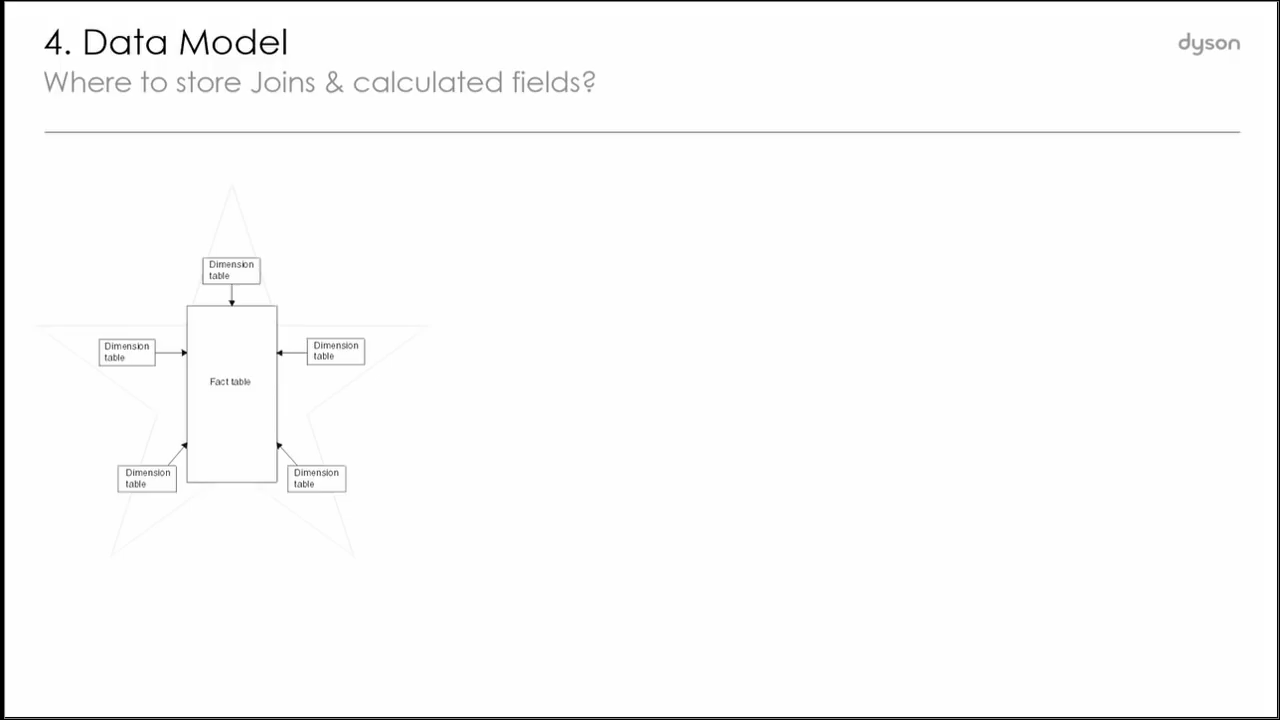 4. Data Model
dyson
Where to store Joins & calculated fields?
Dimension
table
Dimension
table
Dimension
table
Fact table
Dimension
table
Dimension
table